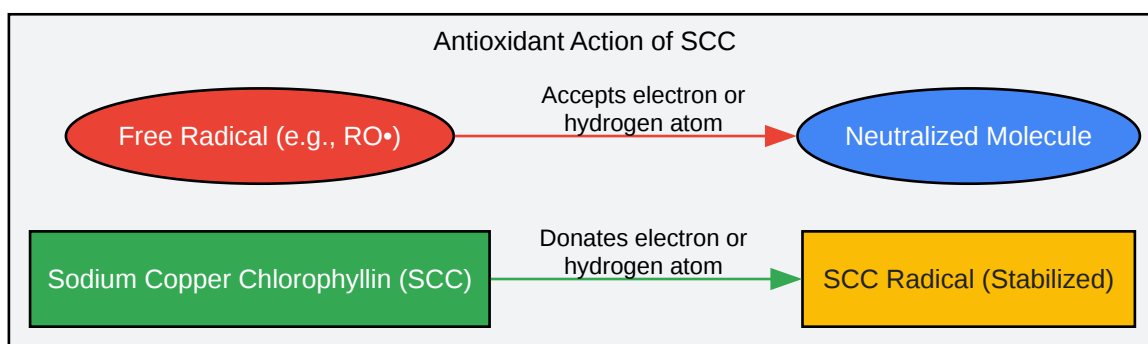 Antioxidant Action of SCC
Free Radical (e.g., RO•)
Accepts electron or
hydrogen atom
Neutralized Molecule
Sodium Copper Chlorophyllin (SCC)
Donates electron or
hydrogen atom
SCC Radical (Stabilized)